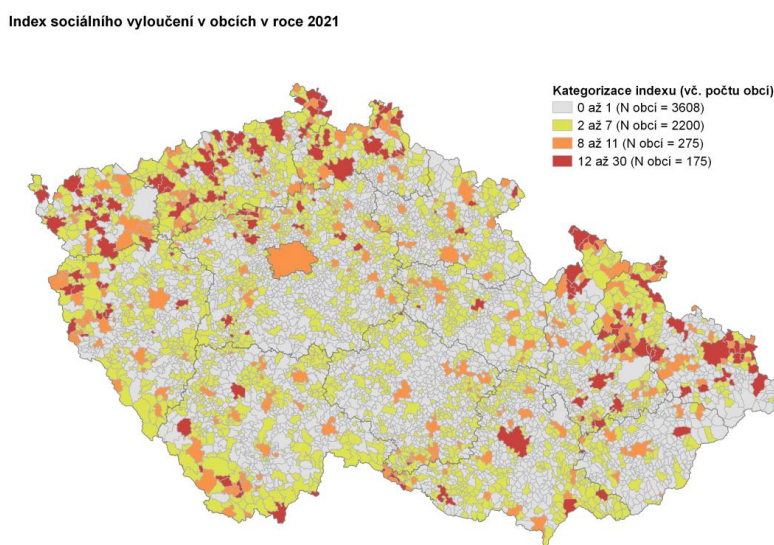 Index sociálního vyloučení v obcích v roce 2021
Kategorizace indexu (vč. počtu obcí)
0 až 1 (N obcí = 3608)
2 až 7 (N obcí = 2200)
8 až 11 (N obcí = 275)
12 až 30 (N obcí = 175)